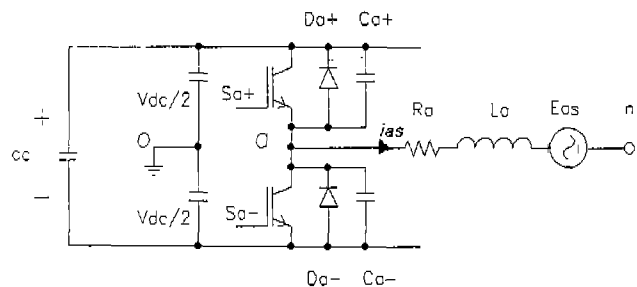 Da+ Ca+
Vdc/2
Sa+
Ra La Eas n
+
O
a
ias
cc
-
Vdc/2
Sa-
Da- Ca-